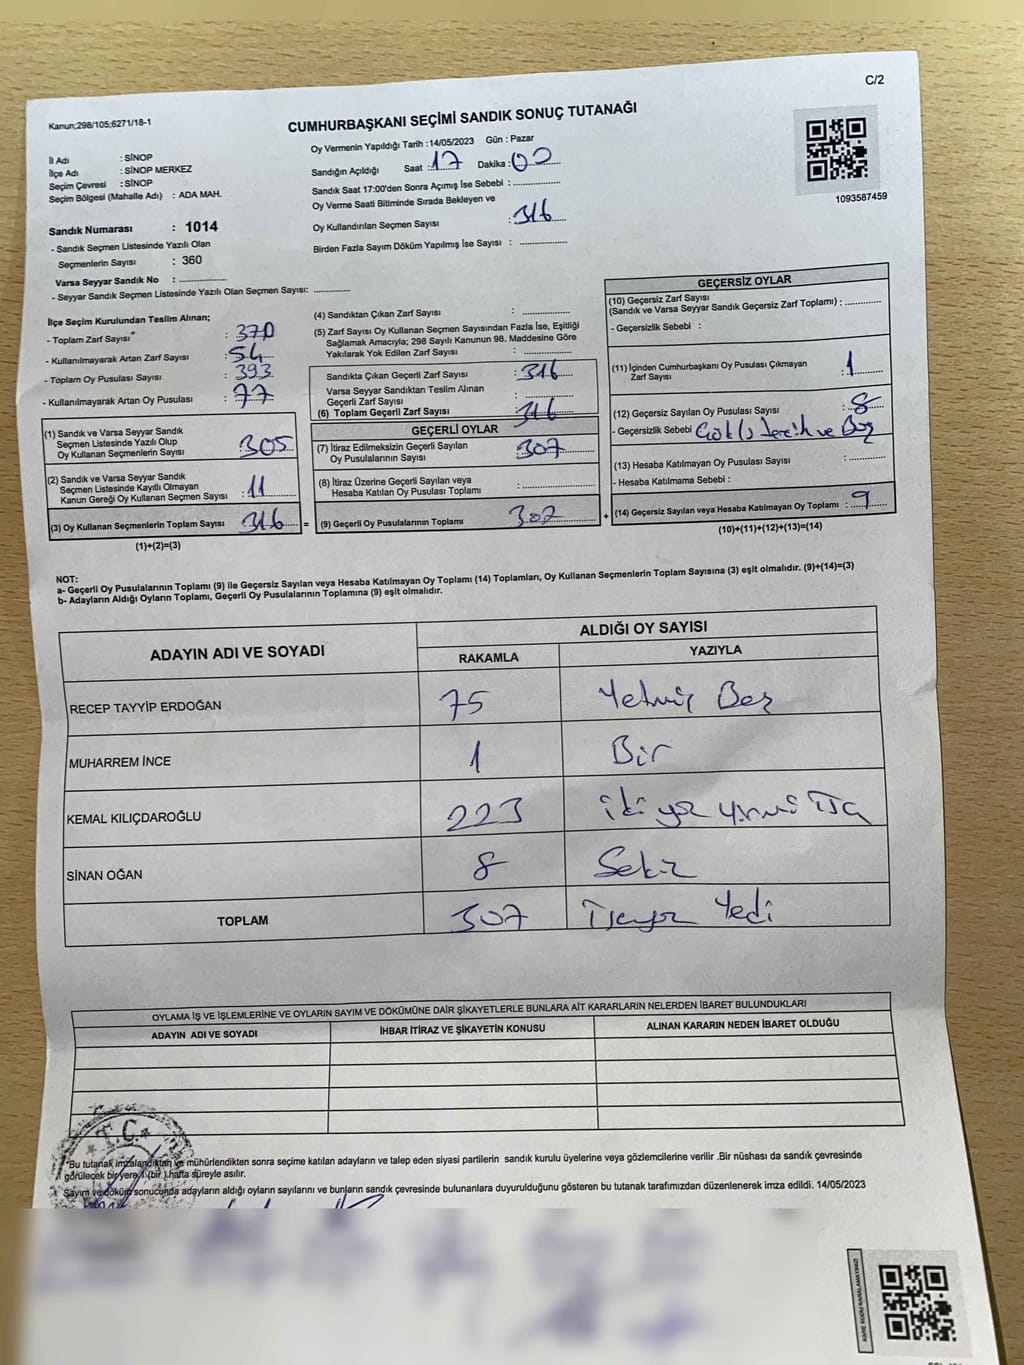 C/2
Kanun;298/105;6271/18-1
CUMHURBAŞKANI SEÇİMİ SANDIK SONUÇ TUTANAĞI
1093587459
İl Adı : SİNOP
İlçe Adı : SİNOP MERKEZ
Seçim Çevresi : SİNOP
Seçim Bölgesi (Mahalle Adı) : ADA MAH.
Sandık Numarası : 1014
- Sandık Seçmen Listesinde Yazılı Olan
Seçmenlerin Sayısı : 360
Varsa Seyyar Sandık No : ..............
- Seyyar Sandık Seçmen Listesinde Yazılı Olan Seçmen Sayısı: ............
Oy Vermenin Yapıldığı Tarih :14/05/2023 Gün : Pazar
Sandığın Açıldığı Saat : 17 Dakika : 00
Sandık Saat 17:00'den Sonra Açımış İse Sebebi : ..............
Oy Verme Saati Bitiminde Sırada Bekleyen ve
Oy Kullandırılan Seçmen Sayısı : 316
Birden Fazla Sayım Döküm Yapılmış İse Sayısı : ..............
İlçe Seçim Kurulundan Teslim Alınan;
- Toplam Zarf Sayısı : 370
- Kullanılmayarak Artan Zarf Sayısı : 54
- Toplam Oy Pusulası Sayısı : 393
- Kullanılmayarak Artan Oy Pusulası : 77
(1) Sandık ve Varsa Seyyar Sandık
Seçmen Listesinde Yazılı Olup
Oy Kullanan Seçmenlerin Sayısı : 305
(2) Sandık ve Varsa Seyyar Sandık
Seçmen Listesinde Kayıtlı Olmayan
Kanun Gereği Oy Kullanan Seçmen Sayısı : 11
(3) Oy Kullanan Seçmenlerin Toplam Sayısı : 316 =
(1)+(2)=(3)
(4) Sandıktan Çıkan Zarf Sayısı : ..............
(5) Zarf Sayısı Oy Kullanan Seçmen Sayısından Fazla İse, Eşitliği
Sağlamak Amacıyla; 298 Sayılı Kanunun 98. Maddesine Göre
Yakılarak Yok Edilen Zarf Sayısı : ..............
Sandıkta Çıkan Geçerli Zarf Sayısı : 316
Varsa Seyyar Sandıktan Teslim Alınan
Geçerli Zarf Sayısı : ..............
(6) Toplam Geçerli Zarf Sayısı : 316
GEÇERLİ OYLAR
(7) İtiraz Edilmeksizin Geçerli Sayılan
Oy Pusulalarının Sayısı : 307
(8) İtiraz Üzerine Geçerli Sayılan veya
Hesaba Katılan Oy Pusulası Toplamı : ..............
(9) Geçerli Oy Pusulalarının Toplamı : 307 +
GEÇERSİZ OYLAR
(10) Geçersiz Zarf Sayısı
(Sandık ve Varsa Seyyar Sandık Geçersiz Zarf Toplamı) : ............
- Geçersizlik Sebebi :
(11) İçinden Cumhurbaşkanı Oy Pusulası Çıkmayan
Zarf Sayısı : 1
(12) Geçersiz Sayılan Oy Pusulası Sayısı : 8
- Geçersizlik Sebebi ve Boş
(13) Hesaba Katılmayan Oy Pusulası Sayısı : ............
- Hesaba Katılmama Sebebi :
(14) Geçersiz Sayılan veya Hesaba Katılmayan Oy Toplamı : 9
(10)+(11)+(12)+(13)=(14)
NOT:
a- Geçerli Oy Pusulalarının Toplamı (9) ile Geçersiz Sayılan veya Hesaba Katılmayan Oy Toplamı (14) Toplamları, Oy Kullanan Seçmenlerin Toplam Sayısına (3) eşit olmalıdır. (9)+(14)=(3)
b- Adayların Aldığı Oyların Toplamı, Geçerli Oy Pusulalarının Toplamına (9) eşit olmalıdır.
ADAYIN ADI VE SOYADI ALDIĞI OY SAYISI
RAKAMLA YAZIYLA
RECEP TAYYİP ERDOĞAN 75 Yetmiş Beş
MUHARREM İNCE 1 Bir
KEMAL KILIÇDAROĞLU 223 iki yüz yirmi üç
SİNAN OĞAN 8 Sekiz
TOPLAM 307 Üçyüz Yedi
OYLAMA İŞ VE İŞLEMLERİNE VE OYLARIN SAYIM VE DÖKÜMÜNE DAİR ŞİKAYETLERLE BUNLARA AİT KARARLARIN NELERDEN İBARET BULUNDUKLARI
ADAYIN ADI VE SOYADI İHBAR İTİRAZ VE ŞİKAYETİN KONUSU ALINAN KARARIN NEDEN İBARET OLDUĞU
T.C.
*Bu tutanak imzalandıktan ve mühürlendikten sonra seçime katılan adayların ve talep eden siyasi partilerin sandık kurulu üyelerine veya gözlemcilerine verilir .Bir nüshası da sandık çevresinde
görülecek bir yere 1 (bir ) hafta süreyle asılır.
Sayım ve döküm sonucunda adayların aldığı oyların sayılarını ve bunların sandık çevresinde bulunanlara duyurulduğunu gösteren bu tutanak tarafımızdan düzenlenerek imza edildi. 14/05/2023
KARE KODU KARALAMAYINIZ!